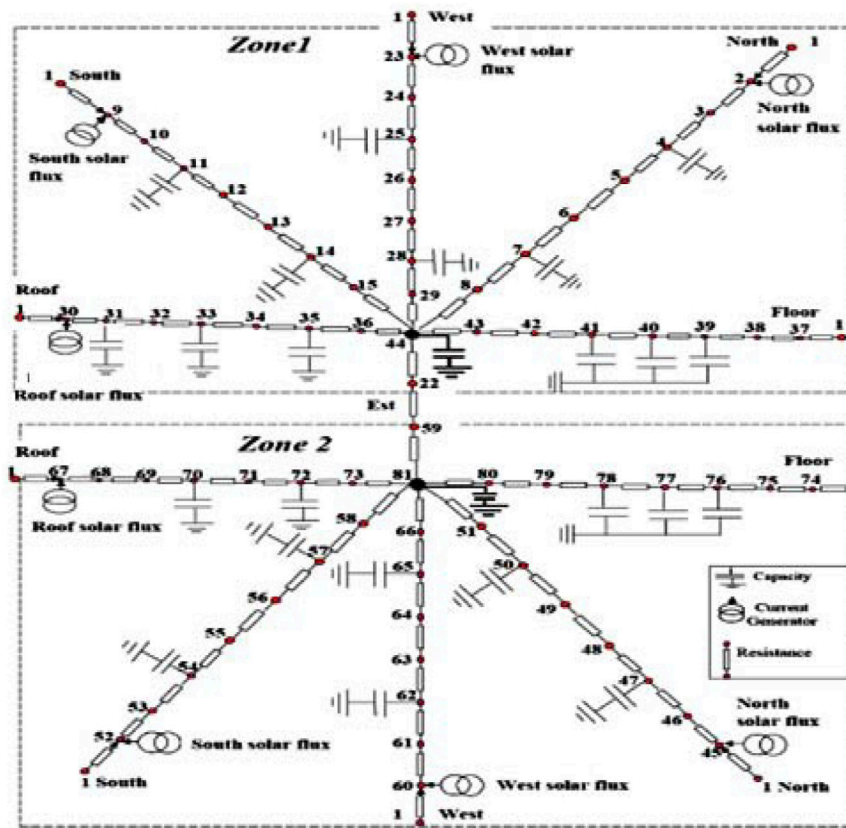 1 West
Zone1
23 West solar
flux
North 1
1 South
24
2
North
solar flux
9
3
South solar
flux
10
25
4
11
26
5
12
27
6
13
28
7
14
29
8
15
Roof
1 30 31 32 33 34 35 36
44
43 42 41 40 39 38 37 1
Floor
Roof solar flux
22
Est
59
Zone 2
Roof
1 67 68 69 70 71 72 73 81
80 79 78 77 76 75 74
Floor
Roof solar flux
58
66
51
57
65
50
56
64
49
55
63
48
54
62
47
53
61
46
52
South solar flux
60 West solar flux
45
North
solar flux
1 South
1 West
1 North
Capacity
Current
Generator
Resistance